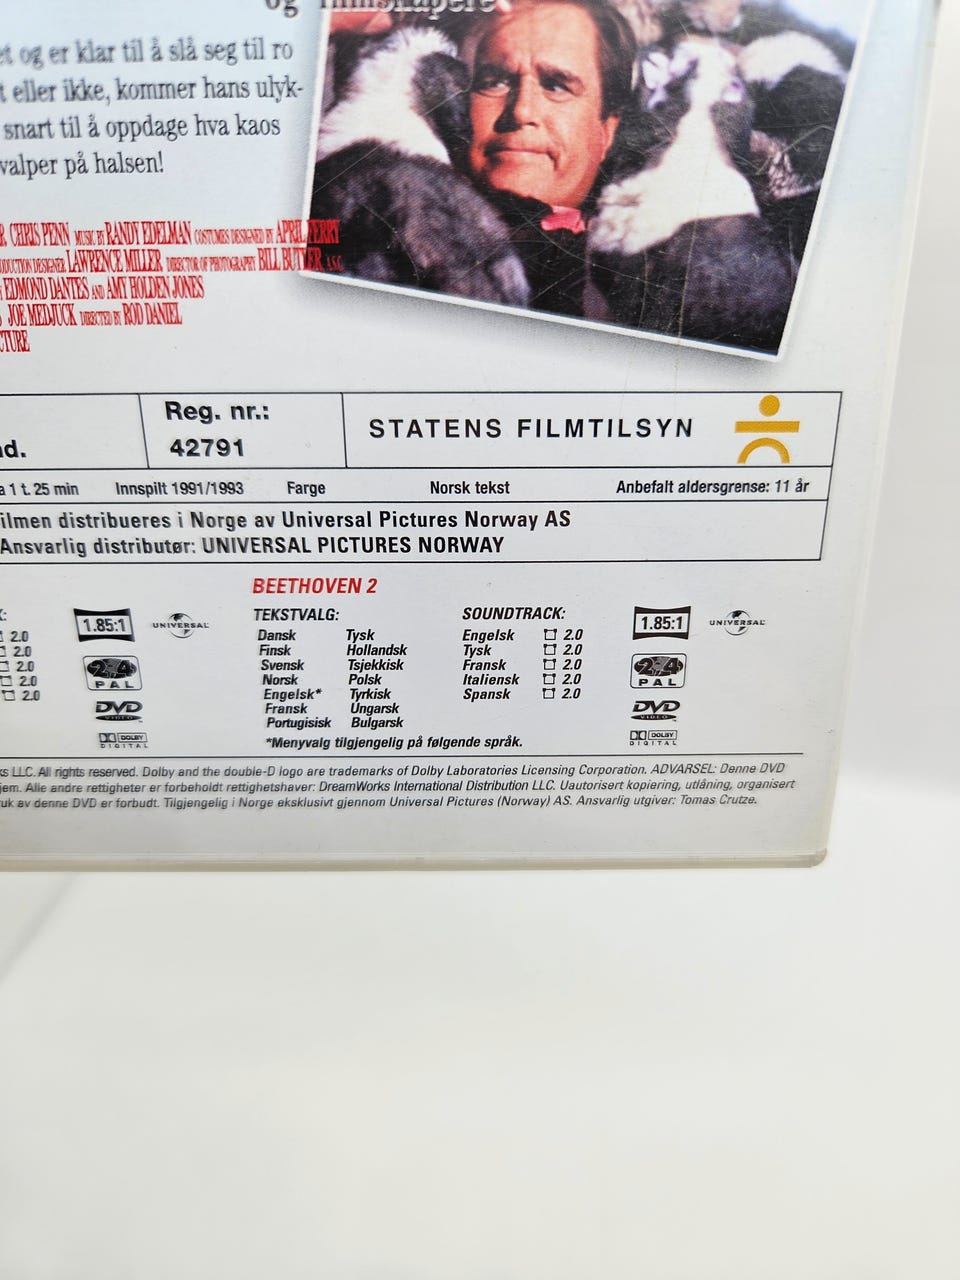 og filmskapere
et og er klar til å slå seg til ro
t eller ikke, kommer hans ulyk-
snart til å oppdage hva kaos
valper på halsen!
R CHRIS PENN MUSIC BY RANDY EDELMAN COSTUMES DESIGNED BY APRIL FERRY
ODUCTION DESIGNER LAWRENCE MILLER DIRECTOR OF PHOTOGRAPHY BILL BUTLER A.S.C.
EDMOND DANTES AND AMY HOLDEN JONES
JOE MEDJUCK DIRECTED BY ROD DANIEL
CTURE
d.
Reg. nr.:
42791
STATENS FILMTILSYN
a 1 t. 25 min Innspilt 1991/1993 Farge Norsk tekst Anbefalt aldersgrense: 11 år
ilmen distribueres i Norge av Universal Pictures Norway AS
Ansvarlig distributør: UNIVERSAL PICTURES NORWAY
K:
2.0
2.0
2.0
2.0
2.0
1.85:1 UNIVERSAL
2,4
PAL
DVD
VIDEO
DOLBY
DIGITAL
BEETHOVEN 2
TEKSTVALG:
Dansk Tysk
Finsk Hollandsk
Svensk Tsjekkisk
Norsk Polsk
Engelsk* Tyrkisk
Fransk Ungarsk
Portugisisk Bulgarsk
SOUNDTRACK:
Engelsk 2.0
Tysk 2.0
Fransk 2.0
Italiensk 2.0
Spansk 2.0
*Menyvalg tilgjengelig på følgende språk.
1.85:1 UNIVERSAL
2,4
PAL
DVD
VIDEO
DOLBY
DIGITAL
ks LLC. All rights reserved. Dolby and the double-D logo are trademarks of Dolby Laboratories Licensing Corporation. ADVARSEL: Denne DVD
jem. Alle andre rettigheter er forbeholdt rettighetshaver: DreamWorks International Distribution LLC. Uautorisert kopiering, utlåning, organisert
ruk av denne DVD er forbudt. Tilgjengelig i Norge eksklusivt gjennom Universal Pictures (Norway) AS. Ansvarlig utgiver: Tomas Crutze.